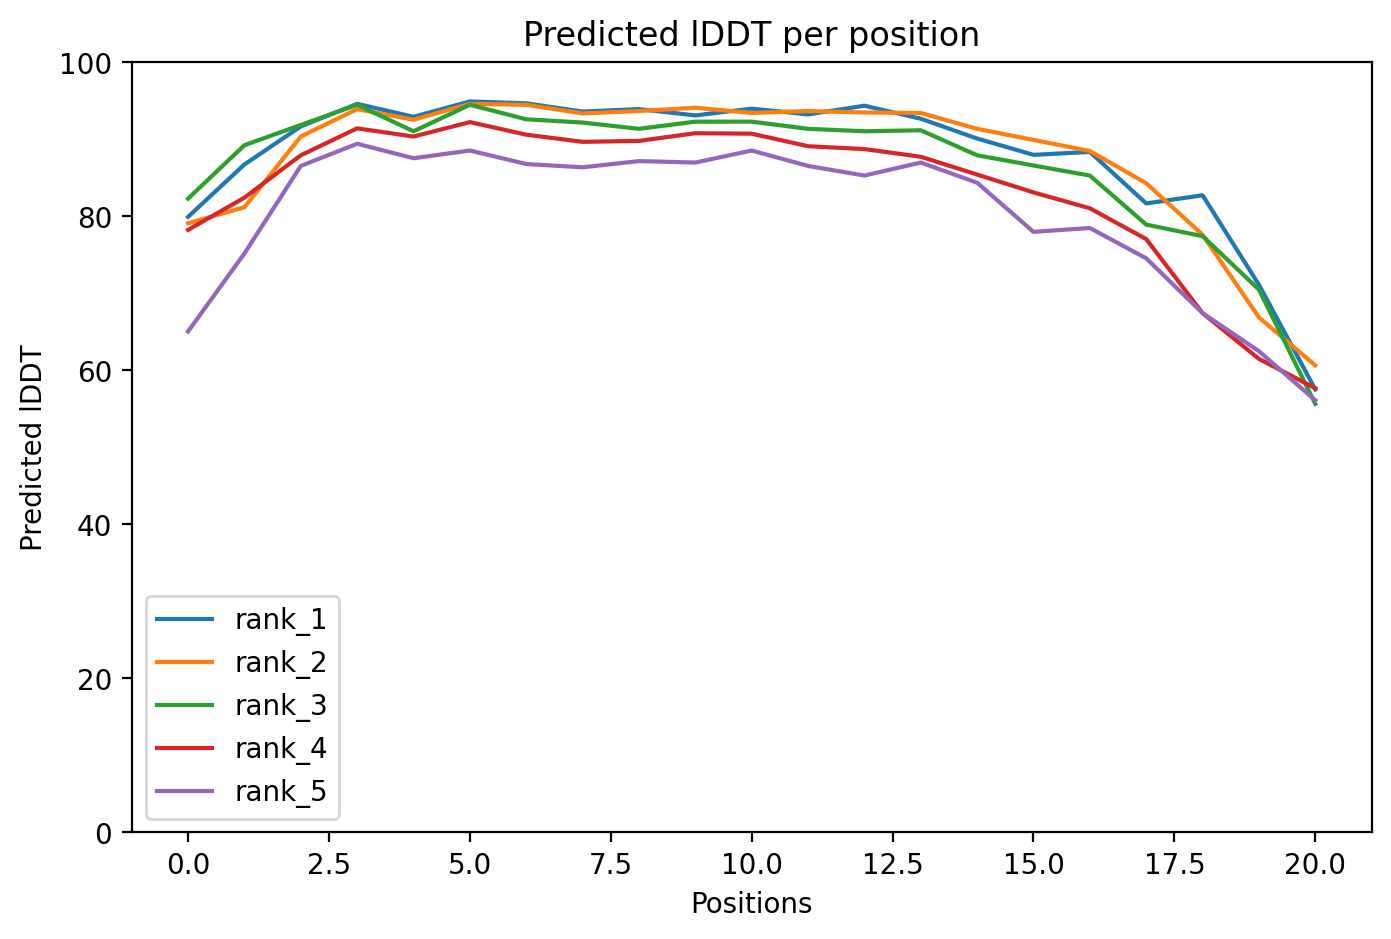 Predicted lDDT per position
100
80
60
40
20
0
Predicted lDDT
rank_1
rank_2
rank_3
rank_4
rank_5
0.0 2.5 5.0 7.5 10.0 12.5 15.0 17.5 20.0
Positions